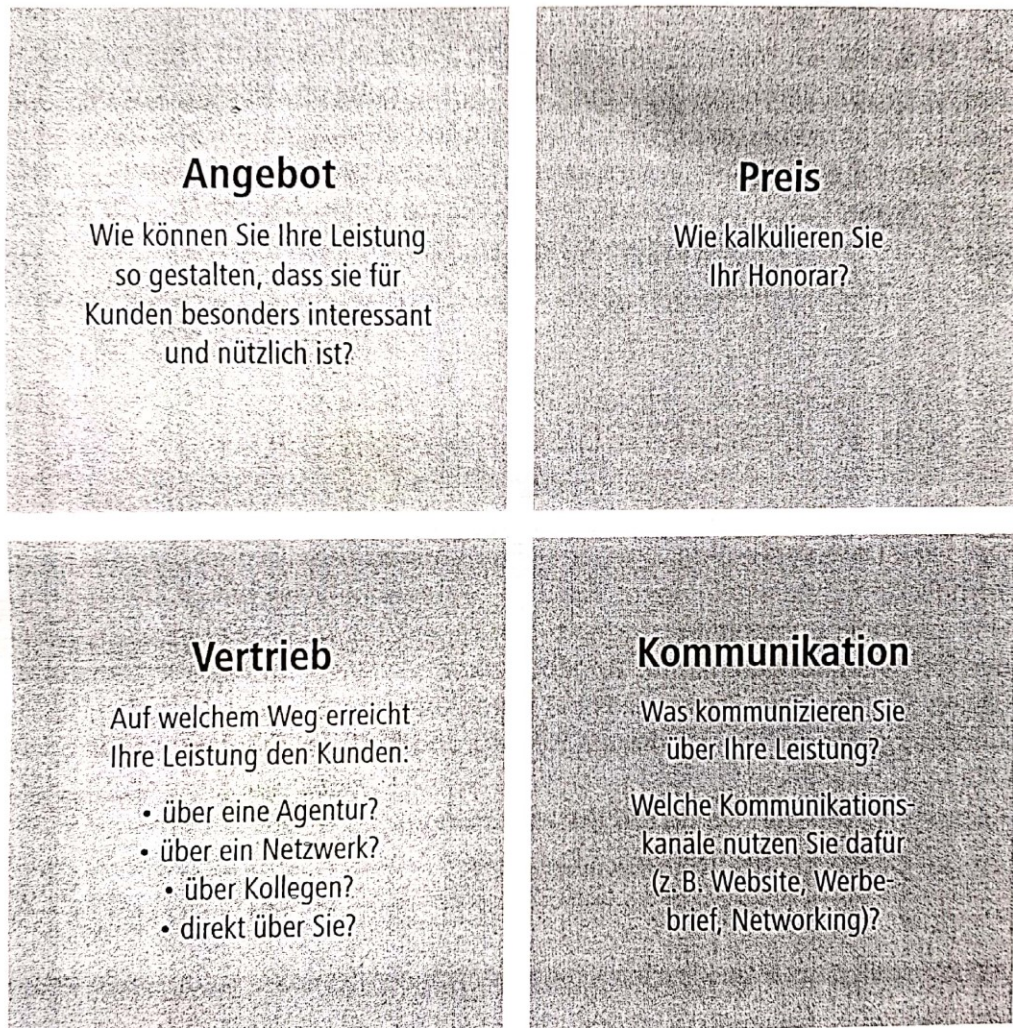 Angebot
Wie können Sie Ihre Leistung
so gestalten, dass sie für
Kunden besonders interessant
und nützlich ist?
Preis
Wie kalkulieren Sie
Ihr Honorar?
Vertrieb
Auf welchem Weg erreicht
Ihre Leistung den Kunden:
• über eine Agentur?
• über ein Netzwerk?
• über Kollegen?
• direkt über Sie?
Kommunikation
Was kommunizieren Sie
über Ihre Leistung?
Welche Kommunikations-
kanäle nutzen Sie dafür
(z. B. Website, Werbe-
brief, Networking)?